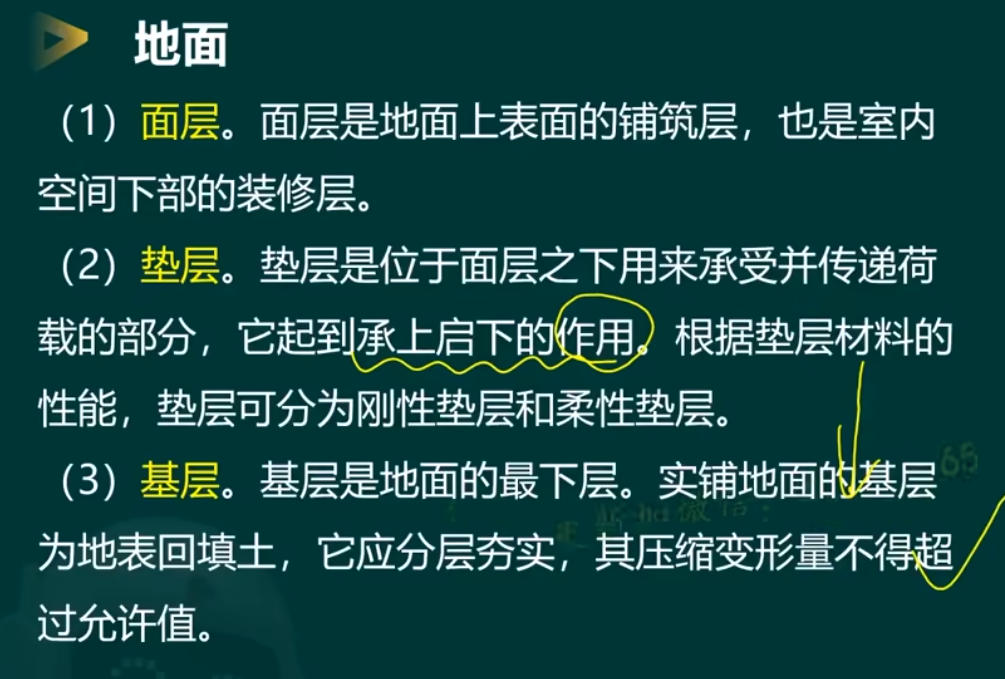 地面
（1）面层。面层是地面上表面的铺筑层，也是室内
空间下部的装修层。
（2）垫层。垫层是位于面层之下用来承受并传递荷
载的部分，它起到承上启下的作用。根据垫层材料的
性能，垫层可分为刚性垫层和柔性垫层。
（3）基层。基层是地面的最下层。实铺地面的基层
为地表回填土，它应分层夯实，其压缩变形量不得超
过允许值。